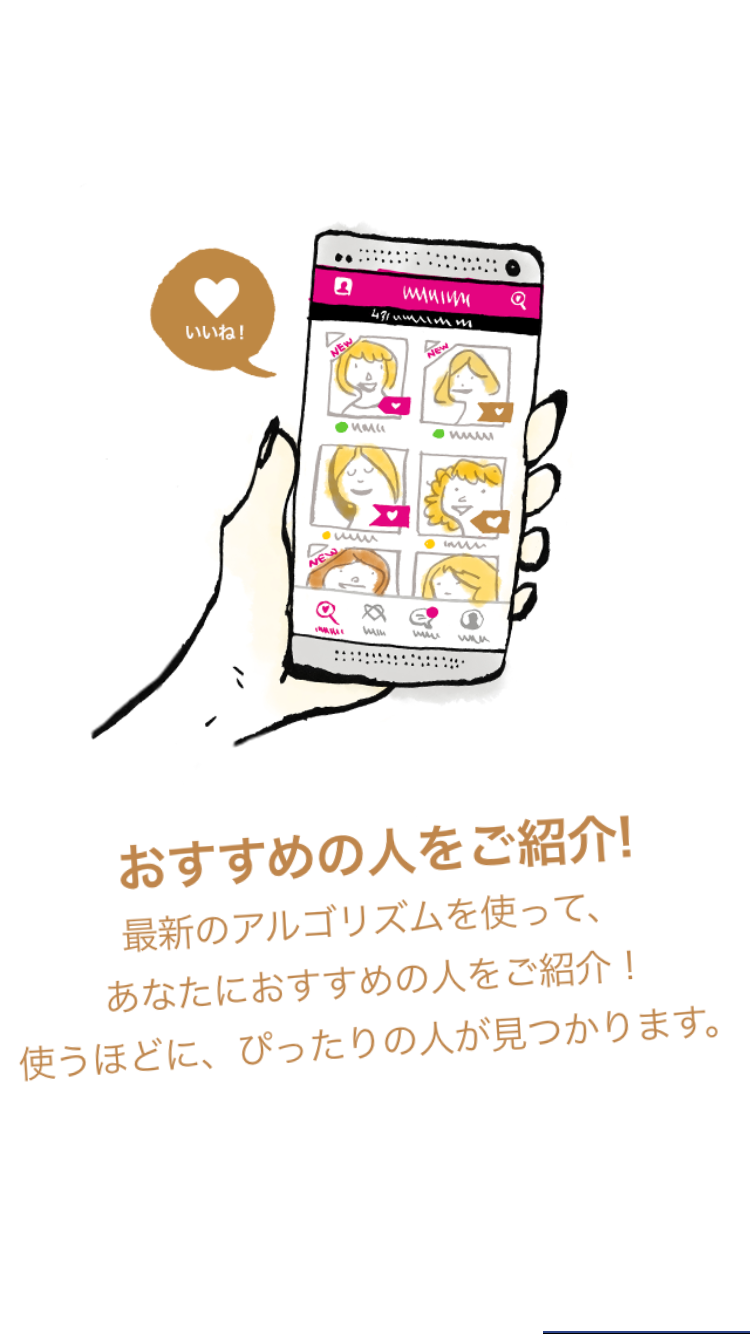 いいね!
NEW
NEW
NEW
おすすめの人をご紹介!
最新のアルゴリズムを使って、
あなたにおすすめの人をご紹介！
使うほどに、ぴったりの人が見つかります。